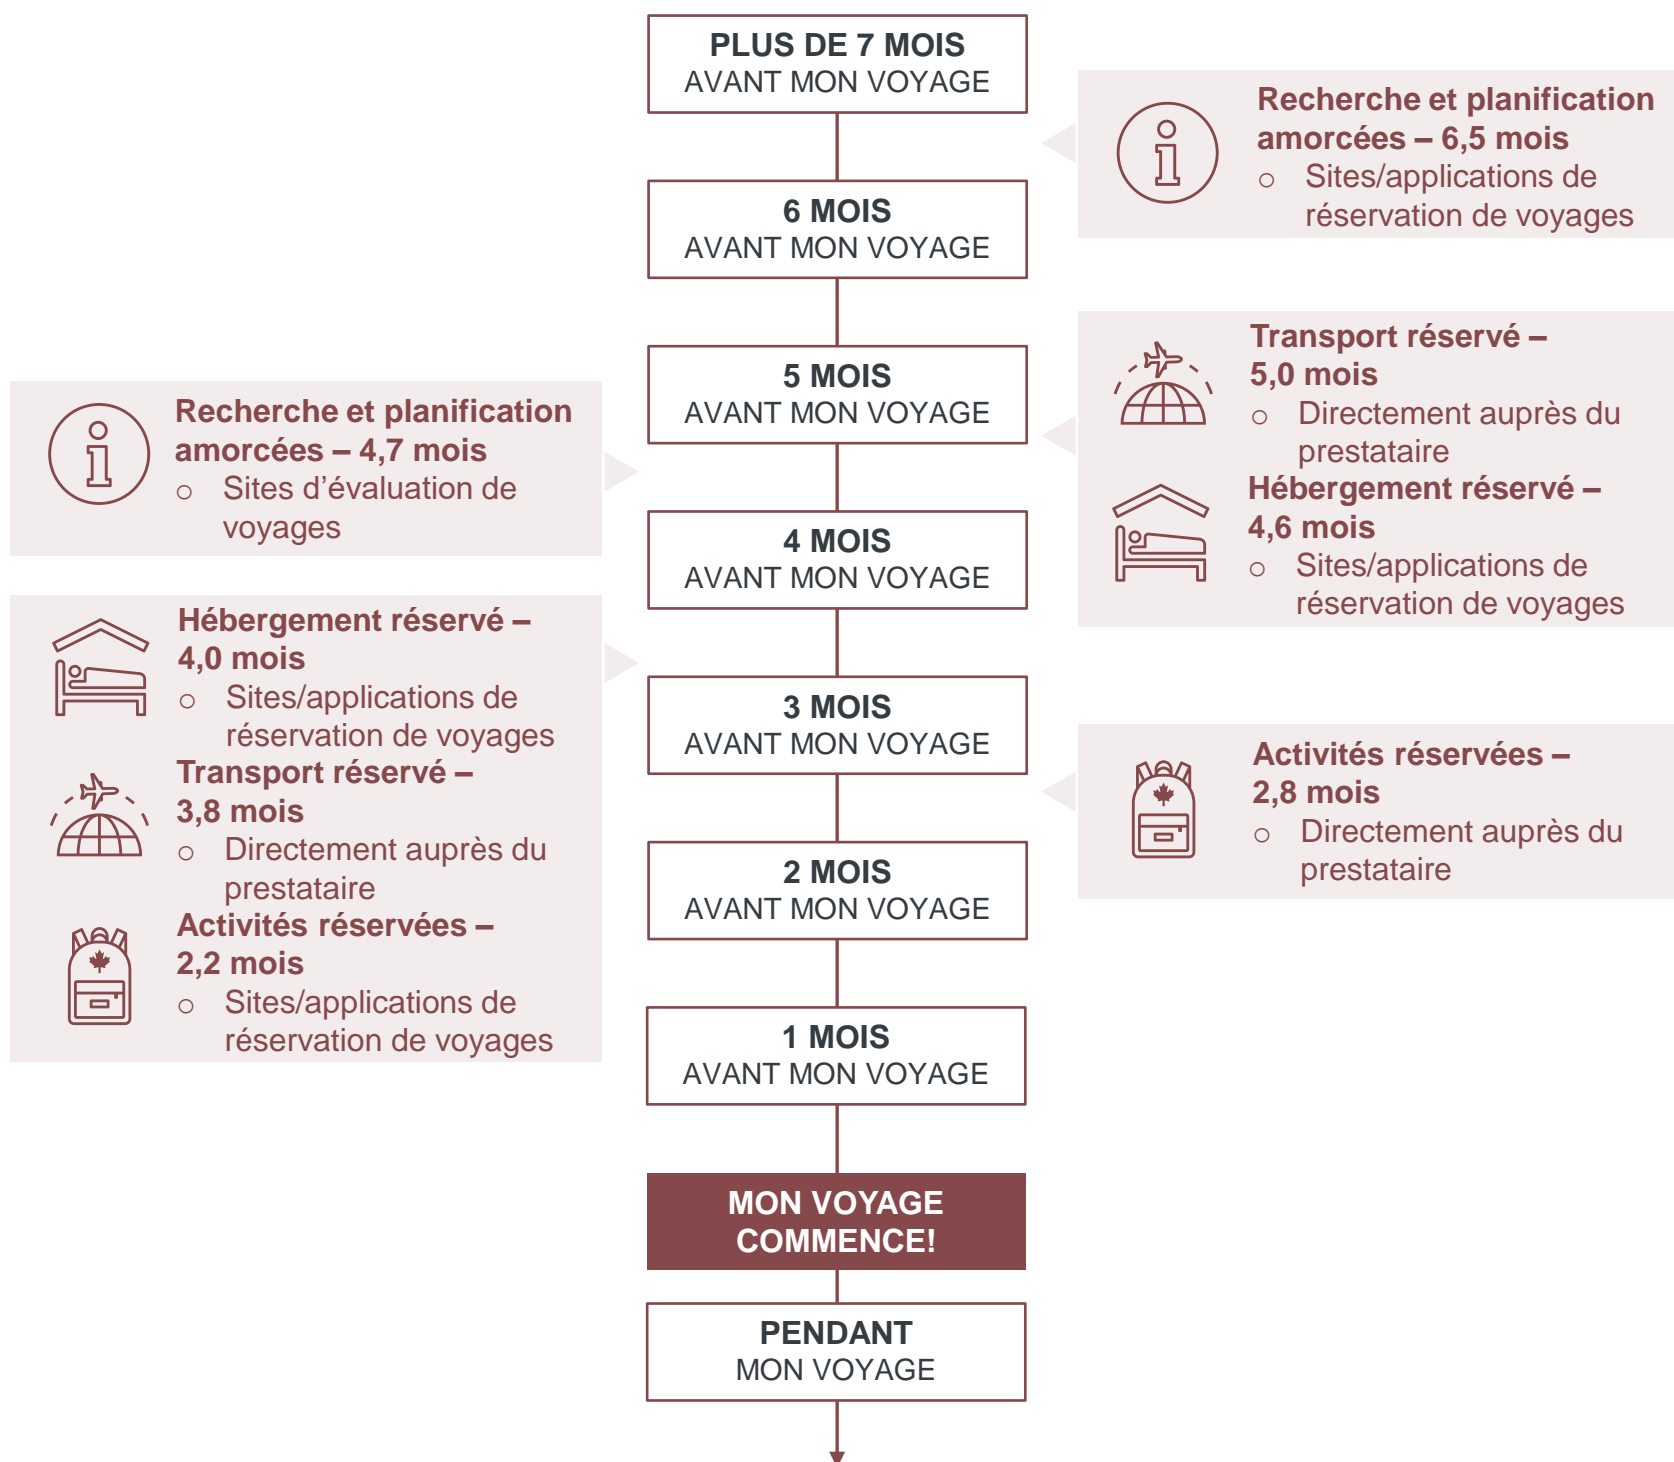 PLUS DE 7 MOIS
AVANT MON VOYAGE
Recherche et planification
amorcées – 6,5 mois
o Sites/applications de
réservation de voyages
6 MOIS
AVANT MON VOYAGE
Transport réservé –
5,0 mois
o Directement auprès du
prestataire
Hébergement réservé –
4,6 mois
o Sites/applications de
réservation de voyages
5 MOIS
AVANT MON VOYAGE
Recherche et planification
amorcées – 4,7 mois
o Sites d’évaluation de
voyages
4 MOIS
AVANT MON VOYAGE
Hébergement réservé –
4,0 mois
o Sites/applications de
réservation de voyages
Transport réservé –
3,8 mois
o Directement auprès du
prestataire
Activités réservées –
2,2 mois
o Sites/applications de
réservation de voyages
3 MOIS
AVANT MON VOYAGE
Activités réservées –
2,8 mois
o Directement auprès du
prestataire
2 MOIS
AVANT MON VOYAGE
1 MOIS
AVANT MON VOYAGE
MON VOYAGE
COMMENCE!
PENDANT
MON VOYAGE